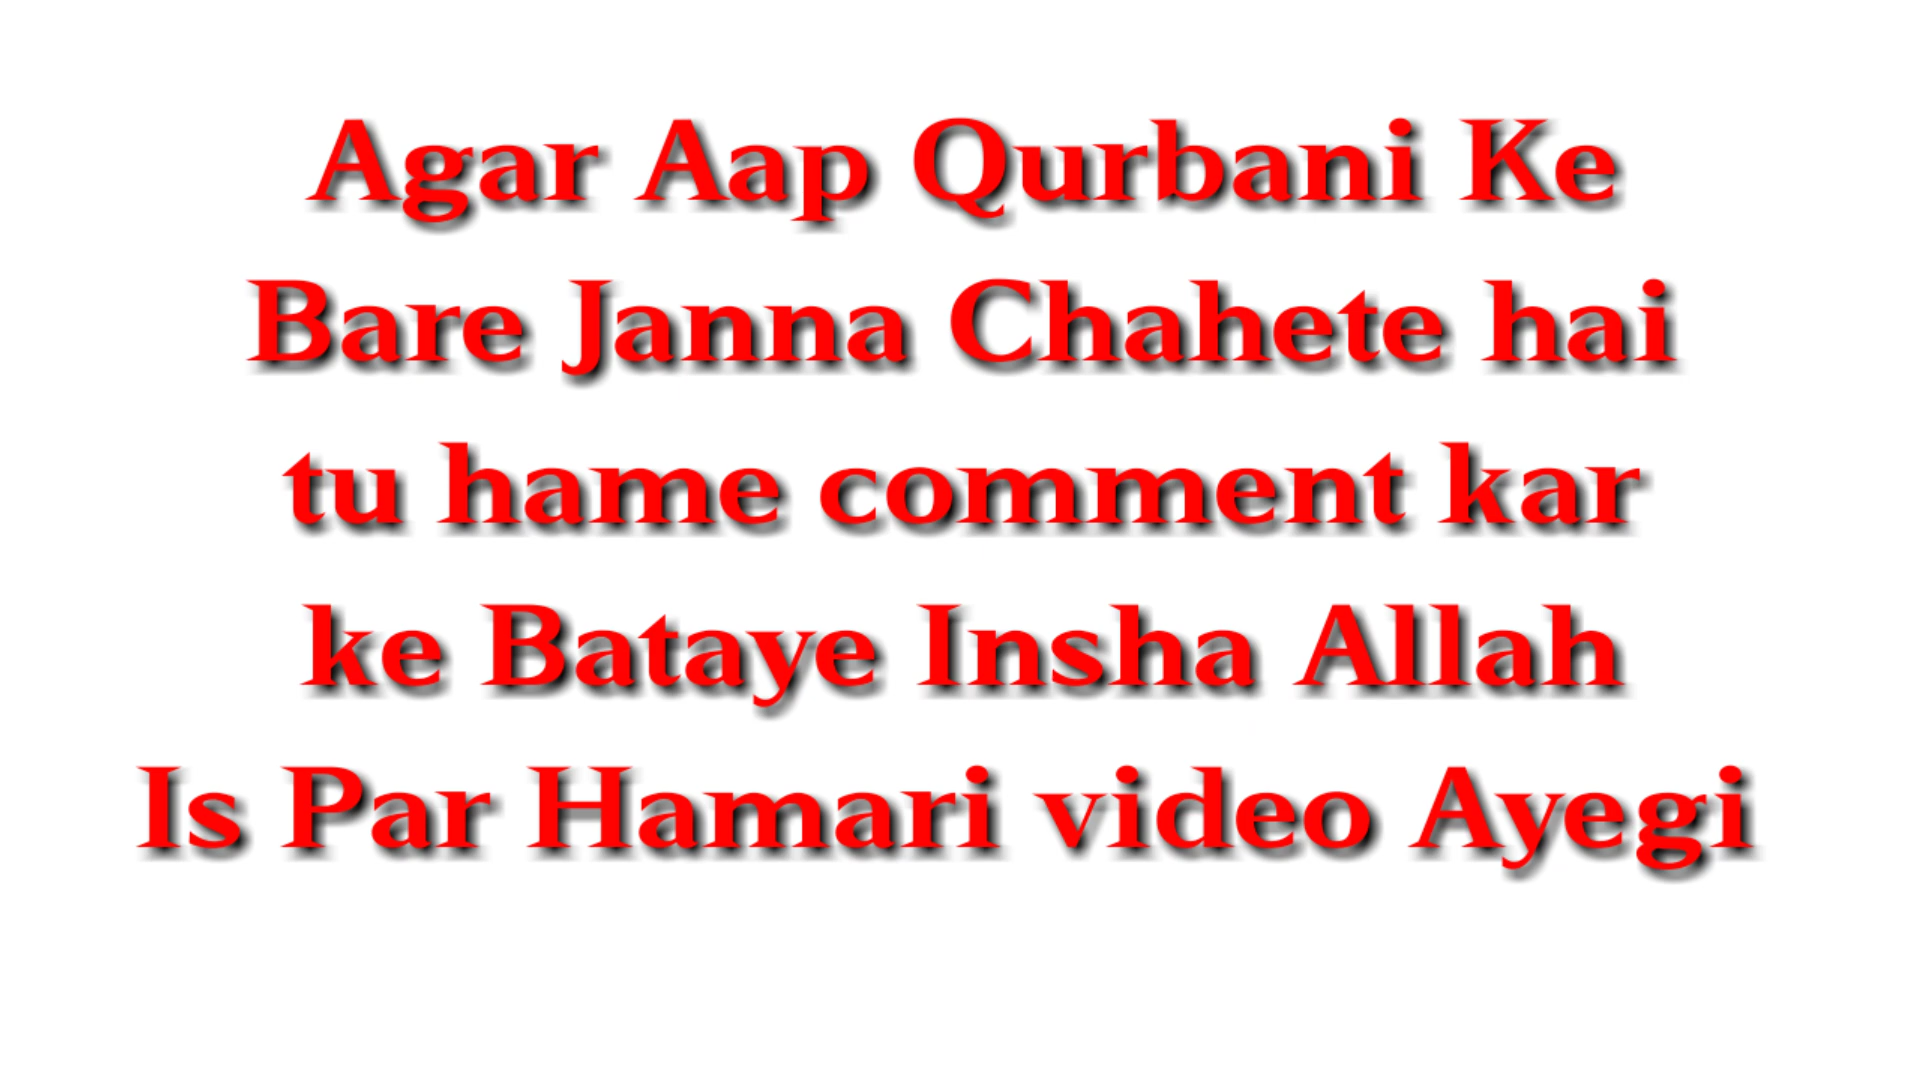 Agar Aap Qurbani Ke
Bare Janna Chahete hai
tu hame comment kar
ke Bataye Insha Allah
Is Par Hamari video Ayegi